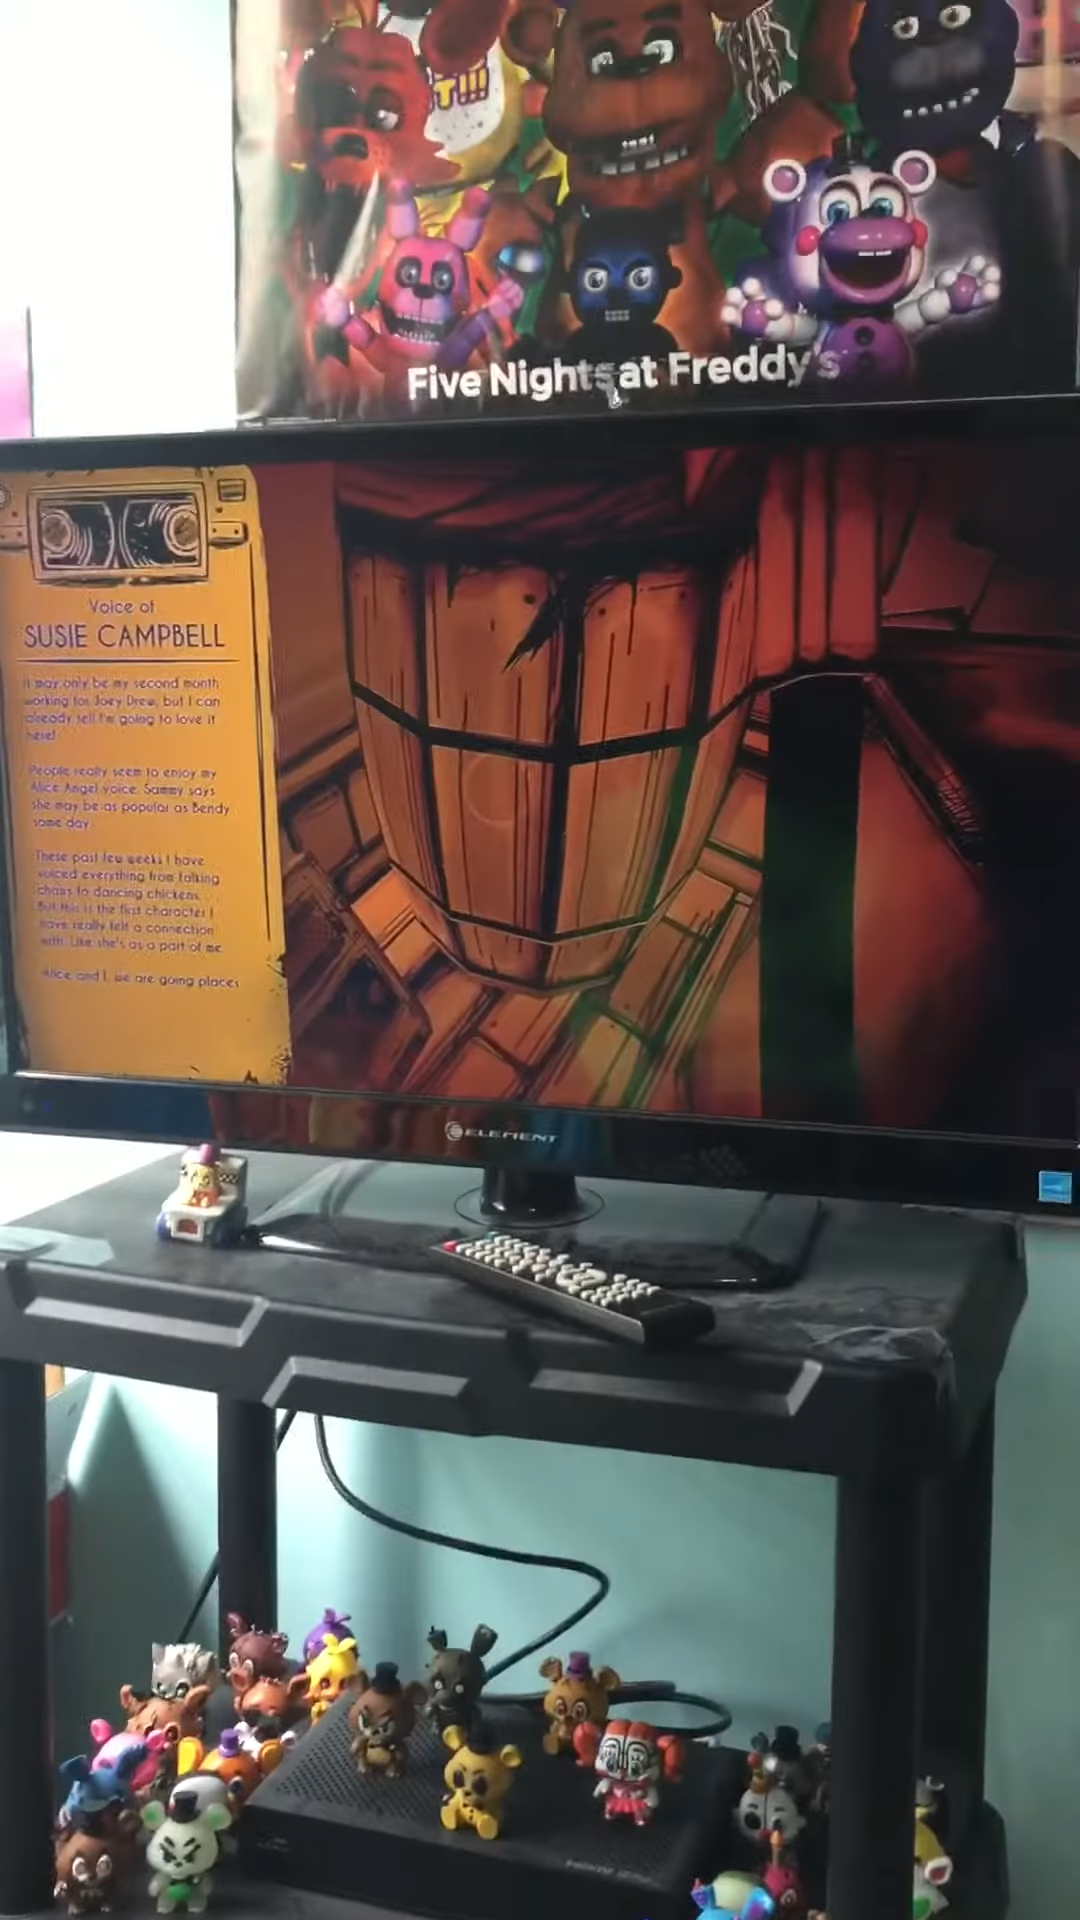 T!!!
Five Nights at Freddy's
Voice of
SUSIE CAMPBELL
It may only be my second month
working for Joey Drew, but I can
already tell I'm going to love it
here!
People really seem to enjoy my
Alice Angel voice. Sammy says
she may be as popular as Bendy
some day.
These past few weeks I have
voiced everything from talking
chairs to dancing chickens.
But this is the first character I
have really felt a connection
with. Like she's as a part of me
Alice and I, we are going places
ELEMENT